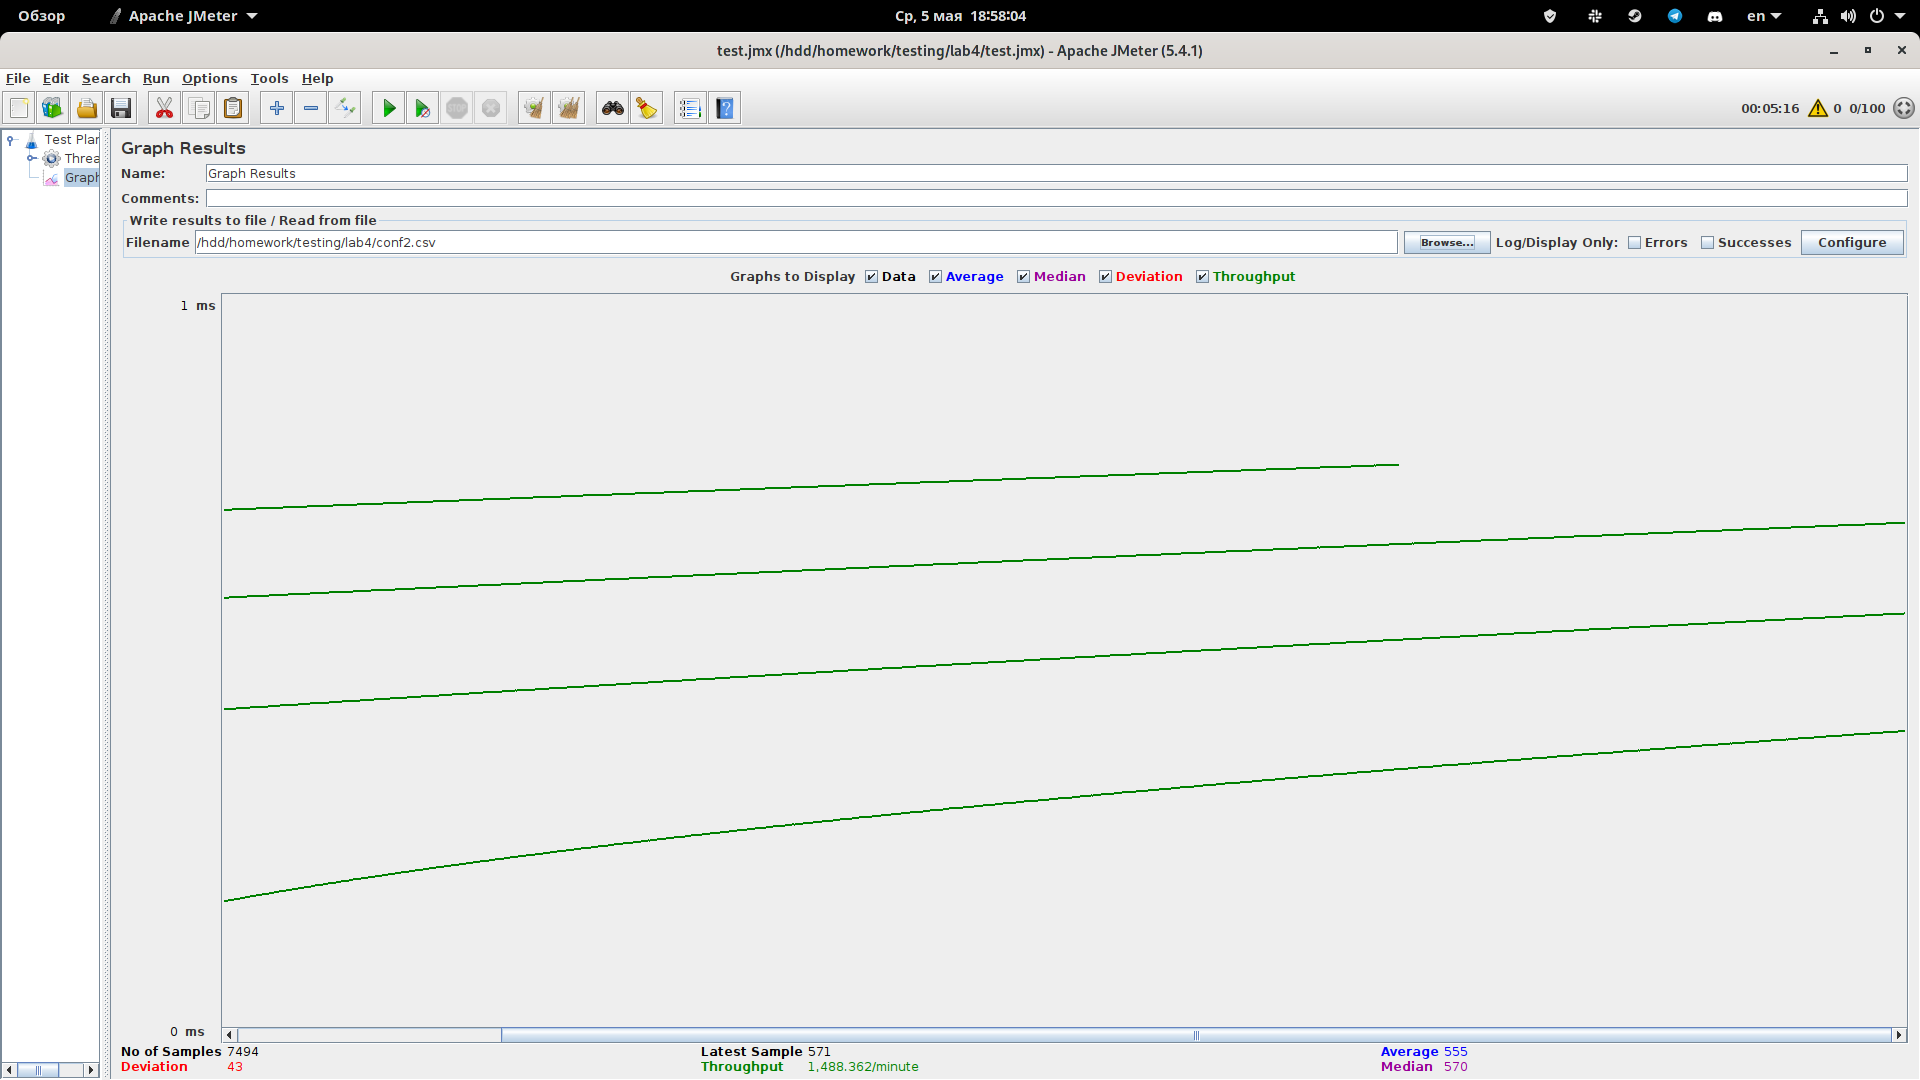 Обзор Apache JMeter Ср, 5 мая 18:58:04 en
test.jmx (/hdd/homework/testing/lab4/test.jmx) - Apache JMeter (5.4.1)
File Edit Search Run Options Tools Help
STOP 00:05:16 0 0/100
Test Plan
Threa
Graph
Graph Results
Name: Graph Results
Comments:
Write results to file / Read from file
Filename /hdd/homework/testing/lab4/conf2.csv Browse... Log/Display Only: Errors Successes Configure
Graphs to Display Data Average Median Deviation Throughput
1 ms
0 ms
No of Samples 7494 Latest Sample 571 Average 555
Deviation 43 Throughput 1,488.362/minute Median 570